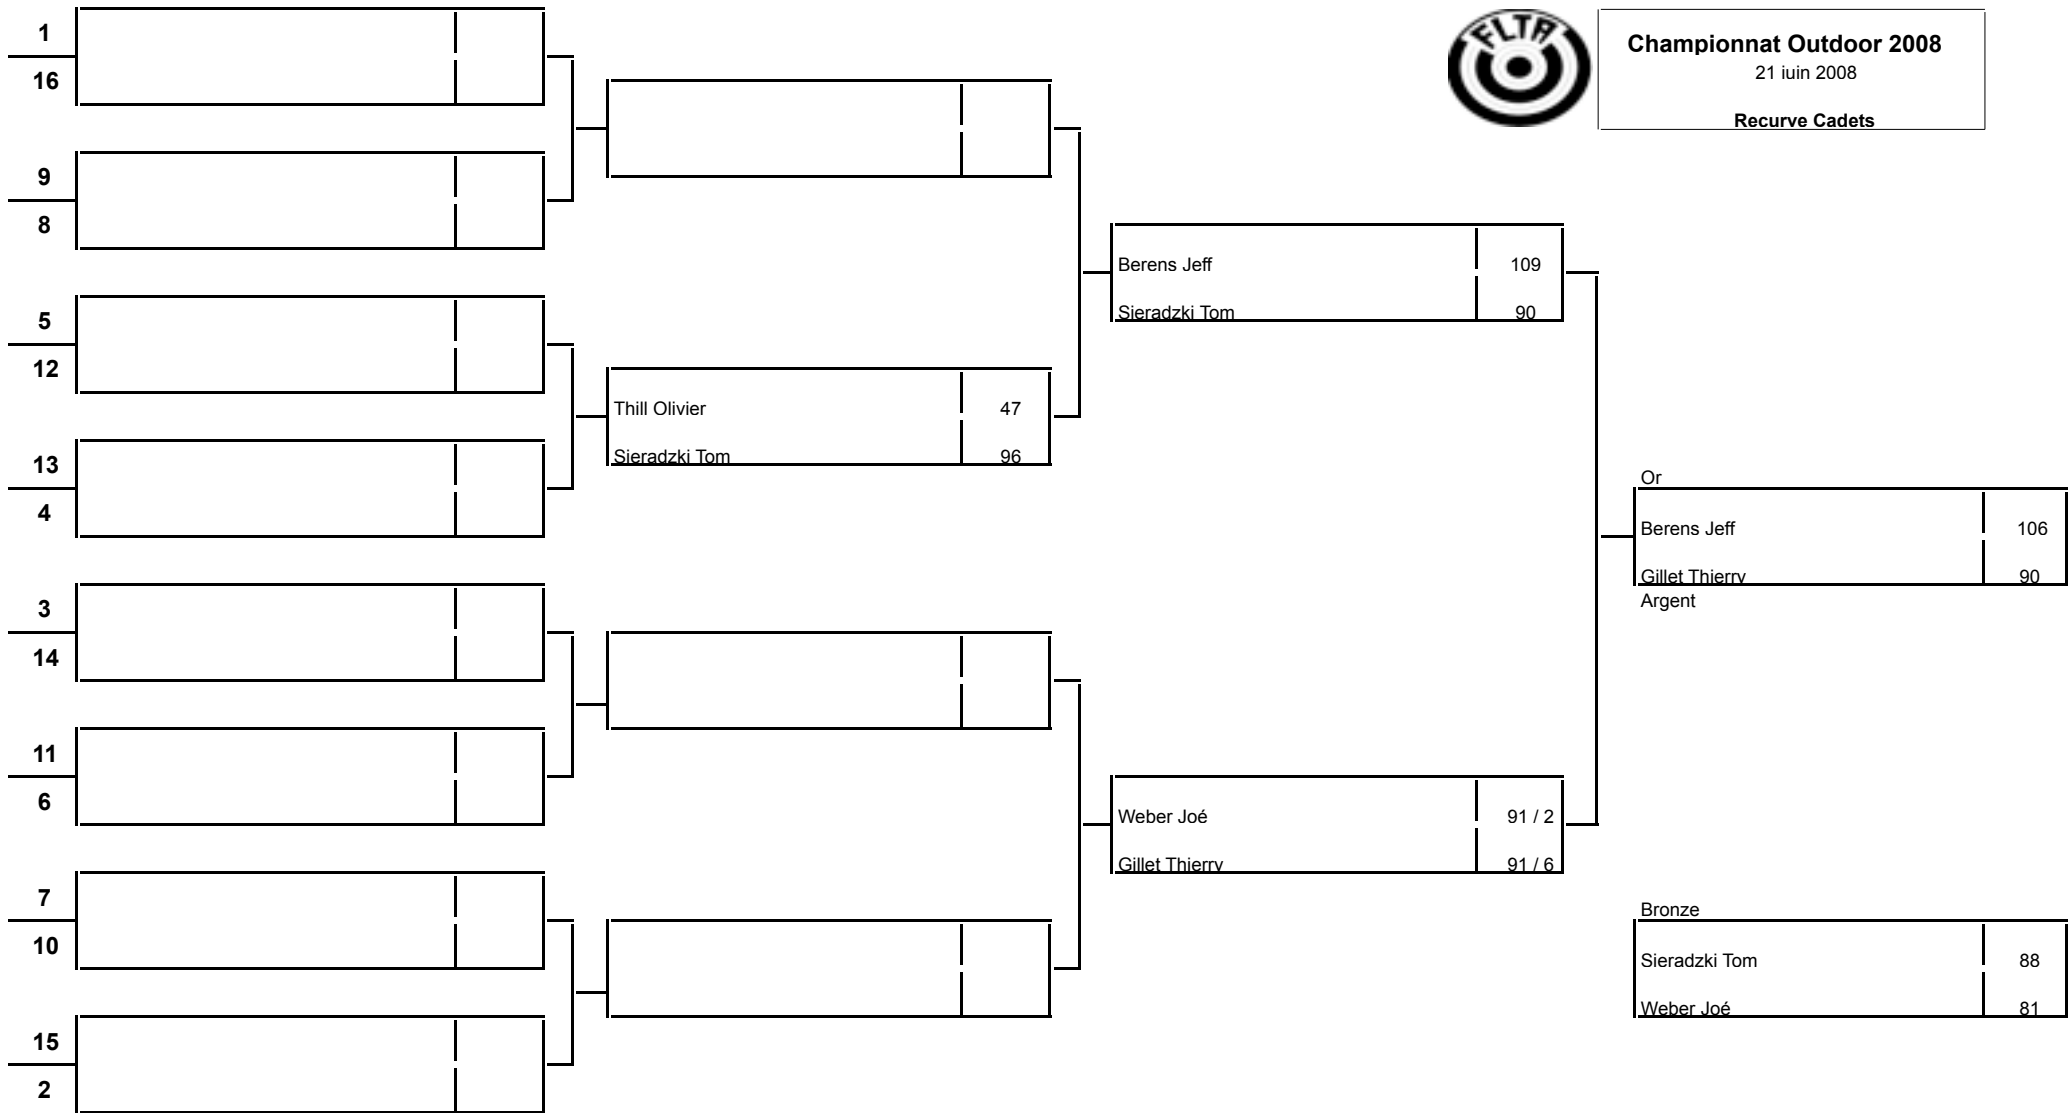 FLTA
Championnat Outdoor 2008
21 juin 2008
Recurve Cadets
1
16
9
8
5
12
13
4
3
14
11
6
7
10
15
2
Thill Olivier 47
Sieradzki Tom 96
Berens Jeff 109
Sieradzki Tom 90
Weber Joé 91 / 2
Gillet Thierry 91 / 6
Or
Berens Jeff 106
Gillet Thierry 90
Argent
Bronze
Sieradzki Tom 88
Weber Joé 81